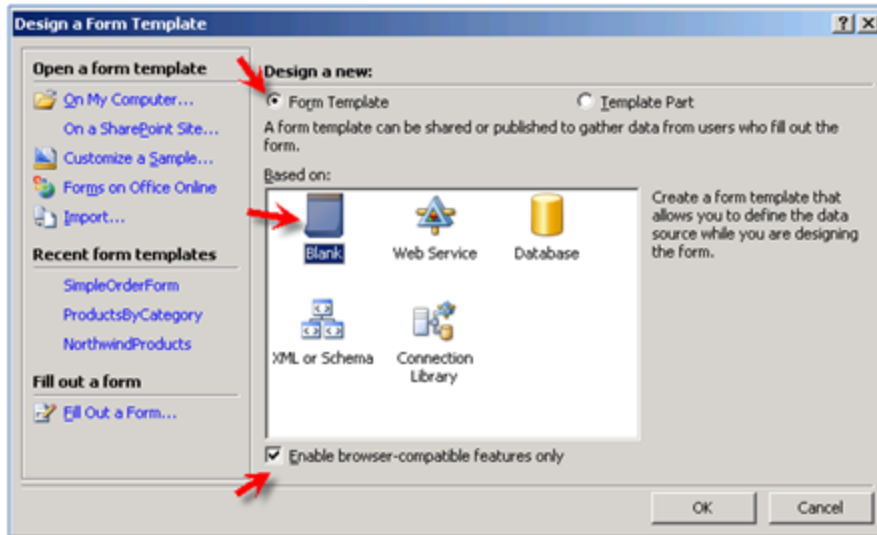 Design a Form Template
Open a form template
On My Computer...
On a SharePoint Site...
Customize a Sample...
Forms on Office Online
Import...
Recent form templates
SimpleOrderForm
ProductsByCategory
NorthwindProducts
Fill out a form
Fill Out a Form...
Design a new:
Form Template
Template Part
A form template can be shared or published to gather data from users who fill out the
form.
Based on:
Blank
Web Service
Database
XML or Schema
Connection
Library
Create a form template that
allows you to define the data
source while you are designing
the form.
Enable browser-compatible features only
OK
Cancel